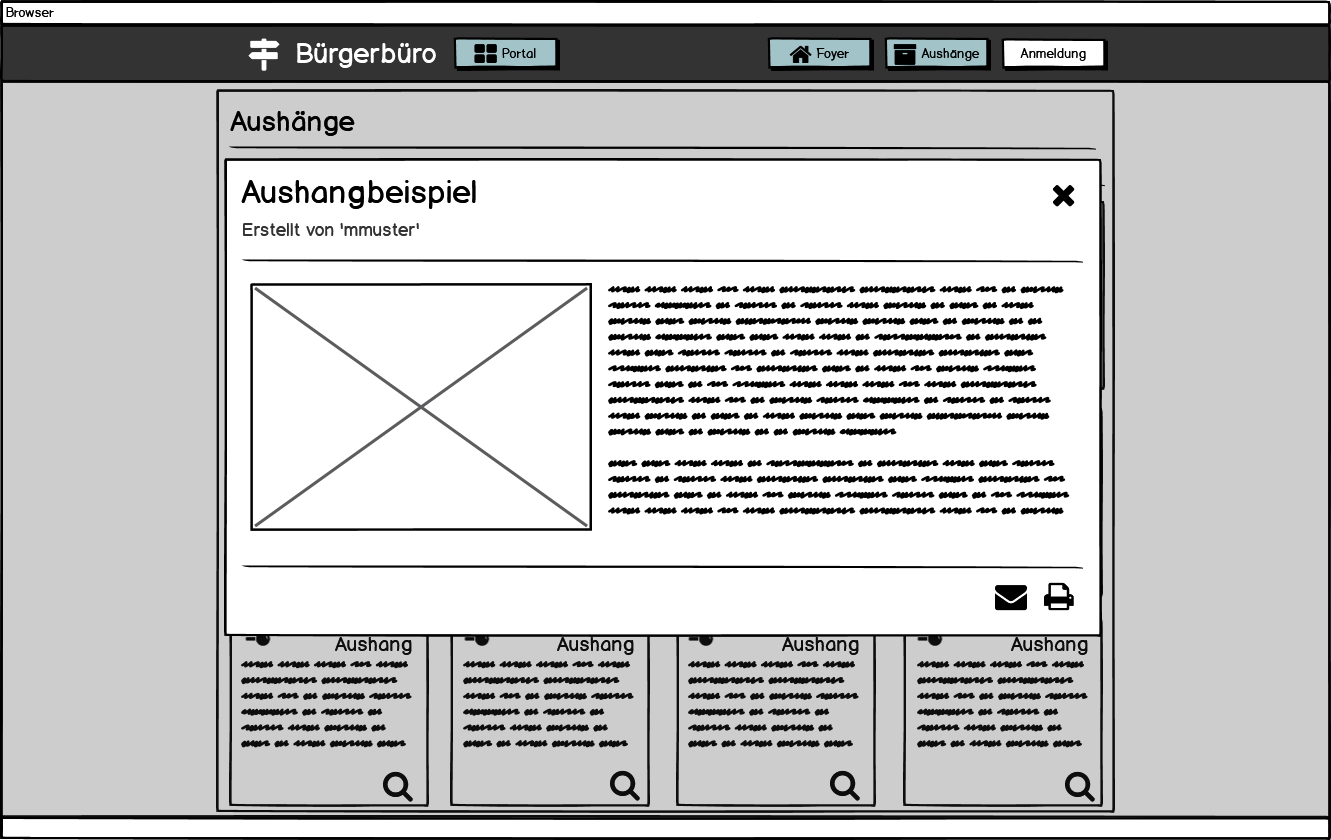 Browser
Bürgerbüro
Portal
Foyer
Aushänge
Anmeldung
Aushänge
Aushangbeispiel
Erstellt von 'mmuster'
Aushang
Aushang
Aushang
Aushang